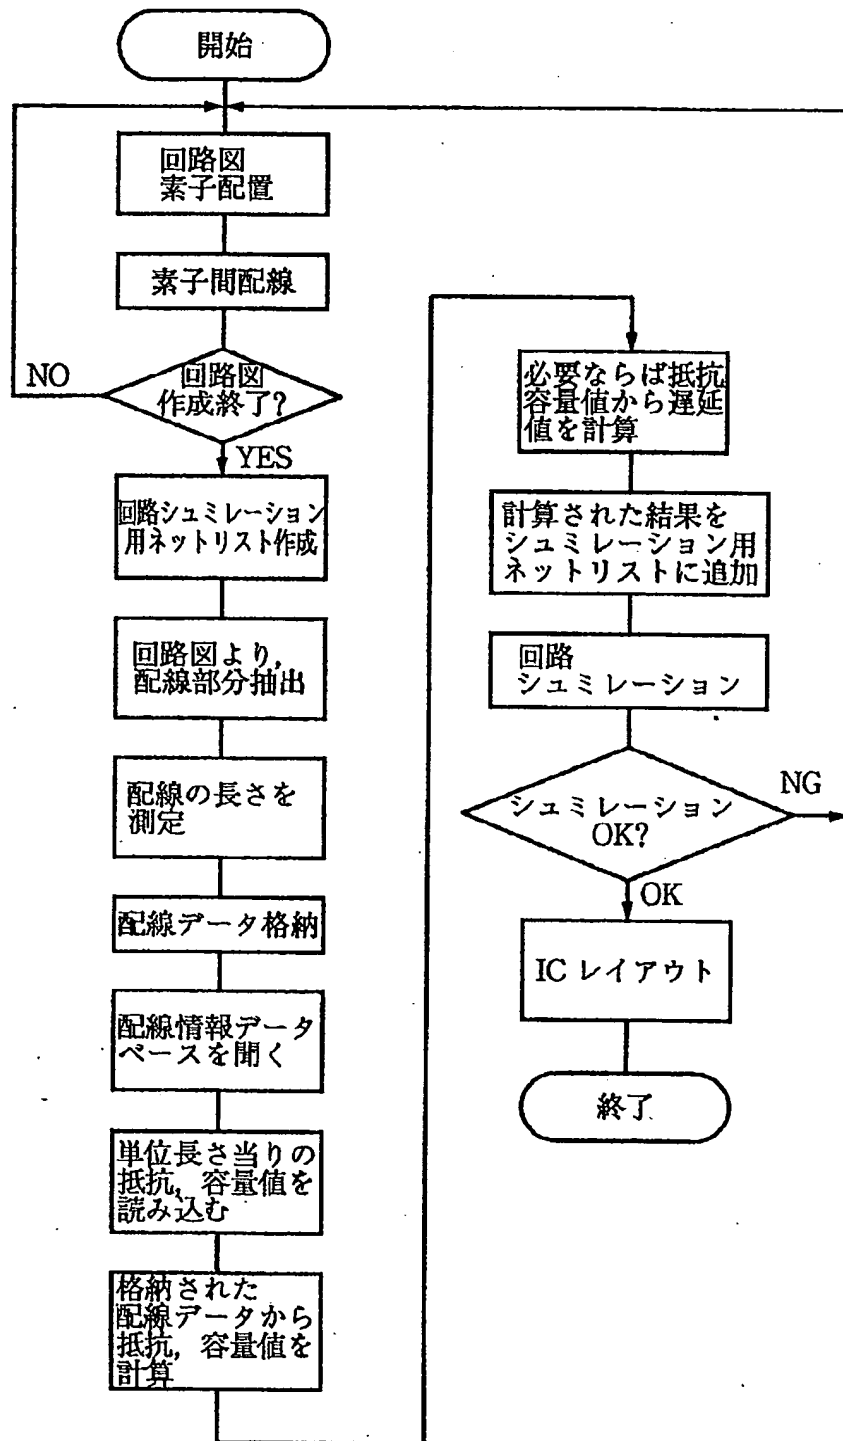 開始
回路図
素子配置
素子間配線
NO
回路図
作成終了?
YES
回路シュミレーション
用ネットリスト作成
回路図より,
配線部分抽出
配線の長さを
測定
配線データ格納
配線情報データ
ベースを聞く
単位長さ当りの
抵抗, 容量値を
読み込む
格納された
配線データから
抵抗, 容量値を
計算
必要ならば抵抗
容量値から遅延
値を計算
計算された結果を
シュミレーション用
ネットリストに追加
回路
シュミレーション
シュミレーション
OK?
NG
OK
IC レイアウト
終了